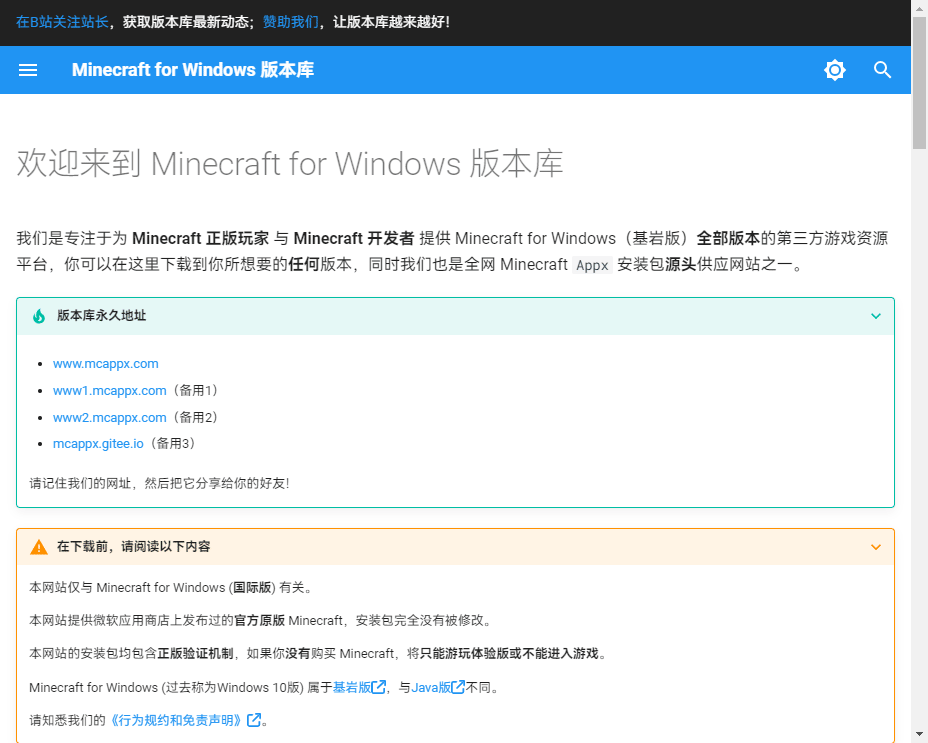 在B站关注站长，获取版本库最新动态；赞助我们，让版本库越来越好！
Minecraft for Windows 版本库
欢迎来到 Minecraft for Windows 版本库
我们是专注于为 Minecraft 正版玩家 与 Minecraft 开发者 提供 Minecraft for Windows（基岩版）全部版本的第三方游戏资源
平台，你可以在这里下载到你所想要的任何版本，同时我们也是全网 Minecraft Appx 安装包源头供应网站之一。
版本库永久地址
www.mcappx.com
www1.mcappx.com（备用1）
www2.mcappx.com（备用2）
mcappx.gitee.io（备用3）
请记住我们的网址，然后把它分享给你的好友！
在下载前，请阅读以下内容
本网站仅与 Minecraft for Windows (国际版) 有关。
本网站提供微软应用商店上发布过的官方原版 Minecraft，安装包完全没有被修改。
本网站的安装包均包含正版验证机制，如果你没有购买 Minecraft，将只能游玩体验版或不能进入游戏。
Minecraft for Windows (过去称为Windows 10版) 属于基岩版，与Java版不同。
请知悉我们的《行为规约和免责声明》。